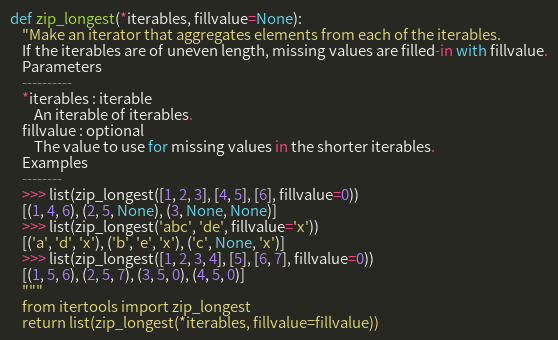 def zip_longest(*iterables, fillvalue=None):
"Make an iterator that aggregates elements from each of the iterables.
If the iterables are of uneven length, missing values are filled-in with fillvalue.
Parameters
----------
*iterables : iterable
An iterable of iterables.
fillvalue : optional
The value to use for missing values in the shorter iterables.
Examples
--------
>>> list(zip_longest([1, 2, 3], [4, 5], [6], fillvalue=0))
[(1, 4, 6), (2, 5, None), (3, None, None)]
>>> list(zip_longest('abc', 'de', fillvalue='x'))
[('a', 'd', 'x'), ('b', 'e', 'x'), ('c', None, 'x')]
>>> list(zip_longest([1, 2, 3, 4], [5], [6, 7], fillvalue=0))
[(1, 5, 6), (2, 5, 7), (3, 5, 0), (4, 5, 0)]
"""
from itertools import zip_longest
return list(zip_longest(*iterables, fillvalue=fillvalue))